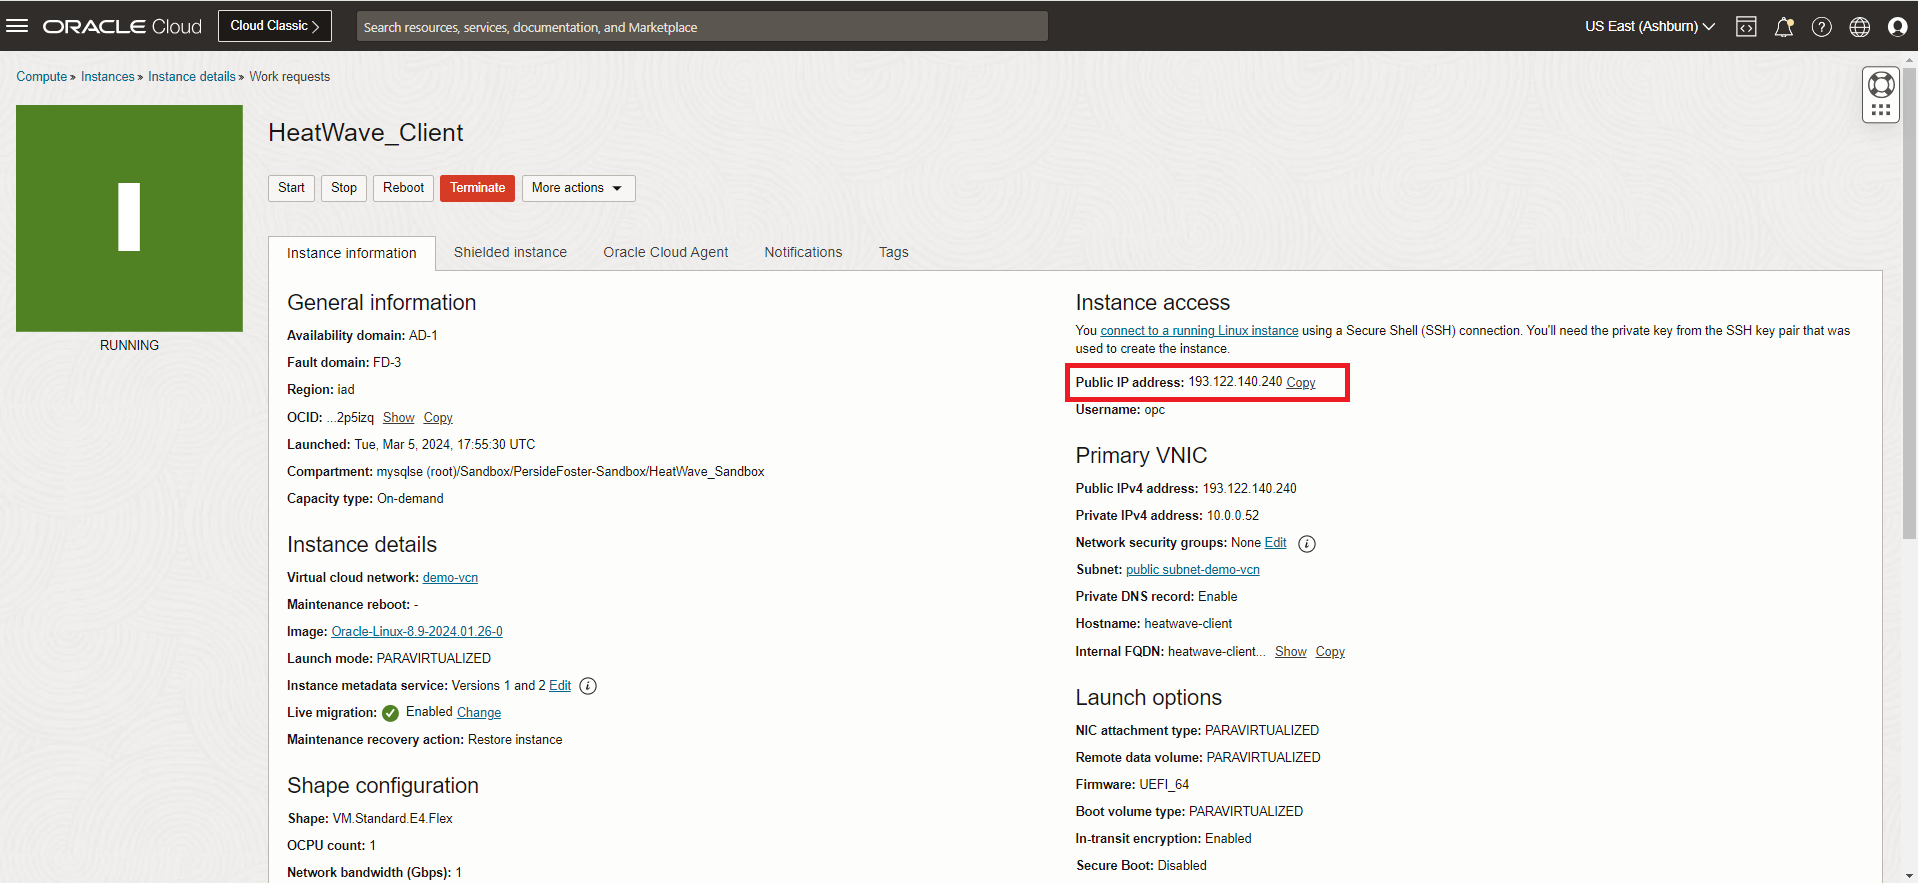 ORACLE Cloud
Cloud Classic
Search resources, services, documentation, and Marketplace
US East (Ashburn)
Compute » Instances » Instance details » Work requests
HeatWave_Client
Start Stop Reboot Terminate More actions
RUNNING
Instance information Shielded instance Oracle Cloud Agent Notifications Tags
General information
Availability domain: AD-1
Fault domain: FD-3
Region: iad
OCID: ...2p5izq Show Copy
Launched: Tue, Mar 5, 2024, 17:55:30 UTC
Compartment: mysqlse (root)/Sandbox/PersideFoster-Sandbox/HeatWave_Sandbox
Capacity type: On-demand
Instance details
Virtual cloud network: demo-vcn
Maintenance reboot: -
Image: Oracle-Linux-8.9-2024.01.26-0
Launch mode: PARAVIRTUALIZED
Instance metadata service: Versions 1 and 2 Edit
Live migration: Enabled Change
Maintenance recovery action: Restore instance
Shape configuration
Shape: VM.Standard.E4.Flex
OCPU count: 1
Network bandwidth (Gbps): 1
Instance access
You connect to a running Linux instance using a Secure Shell (SSH) connection. You'll need the private key from the SSH key pair that was
used to create the instance.
Public IP address: 193.122.140.240 Copy
Username: opc
Primary VNIC
Public IPv4 address: 193.122.140.240
Private IPv4 address: 10.0.0.52
Network security groups: None Edit
Subnet: public subnet-demo-vcn
Private DNS record: Enable
Hostname: heatwave-client
Internal FQDN: heatwave-client... Show Copy
Launch options
NIC attachment type: PARAVIRTUALIZED
Remote data volume: PARAVIRTUALIZED
Firmware: UEFI_64
Boot volume type: PARAVIRTUALIZED
In-transit encryption: Enabled
Secure Boot: Disabled